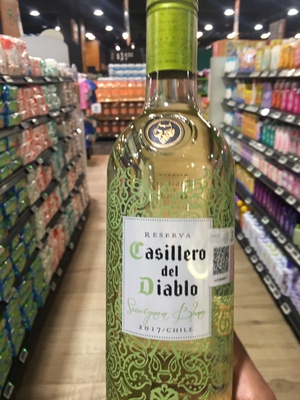 RESERVA
Casillero
del
Diablo
Sauvignon Blanc
2017/CHILE